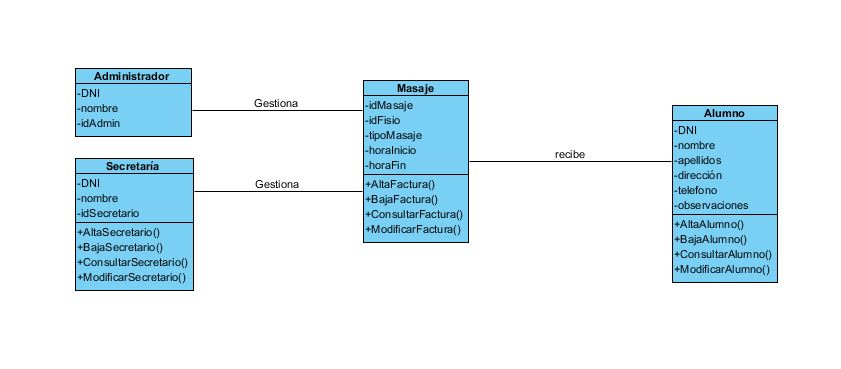 Administrador
-DNI
-nombre
-idAdmin
Gestiona
Secretaría
-DNI
-nombre
-idSecretario
+AltaSecretario()
+BajaSecretario()
+ConsultarSecretario()
+ModificarSecretario()
Gestiona
Masaje
-idMasaje
-idFisio
-tipoMasaje
-horaInicio
-horaFin
+AltaFactura()
+BajaFactura()
+ConsultarFactura()
+ModificarFactura()
recibe
Alumno
-DNI
-nombre
-apellidos
-dirección
-telefono
-observaciones
+AltaAlumno()
+BajaAlumno()
+ConsultarAlumno()
+ModificarAlumno()